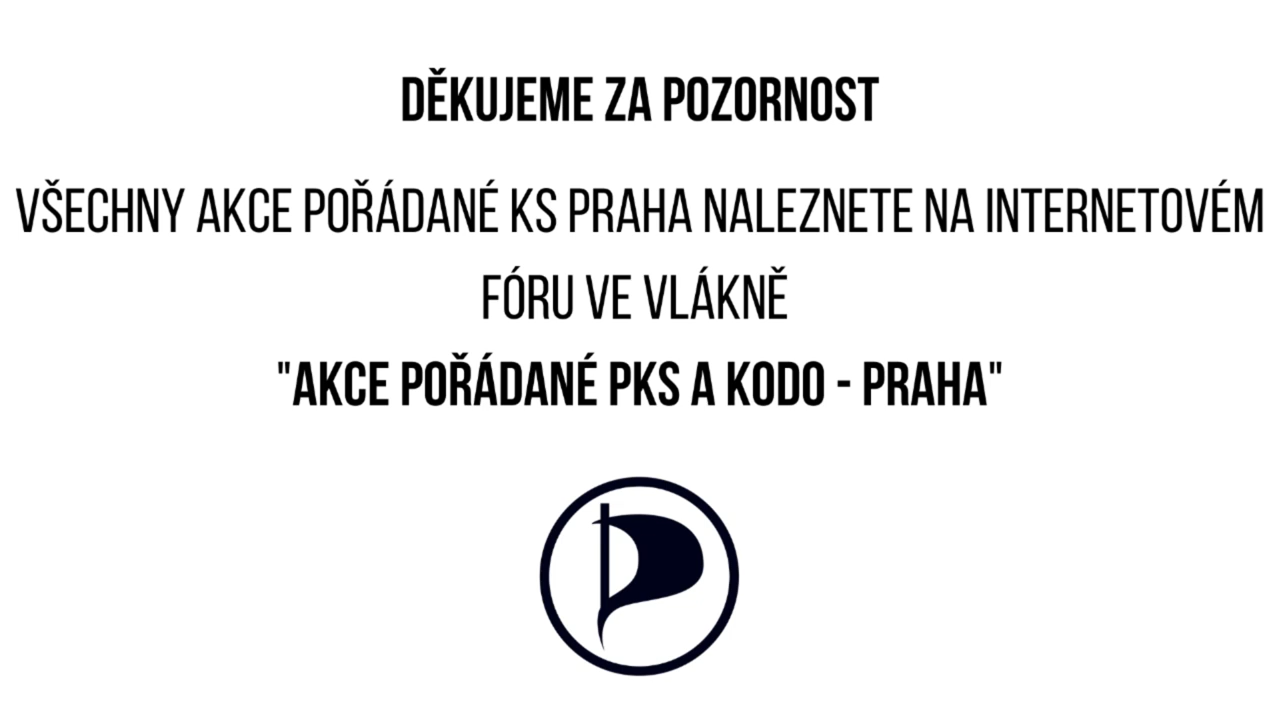 DĚKUJEME ZA POZORNOST
VŠECHNY AKCE POŘÁDANÉ KS PRAHA NALEZNETE NA INTERNETOVÉM
FÓRU VE VLÁKNĚ
"AKCE POŘÁDANÉ PKS A KODO - PRAHA"